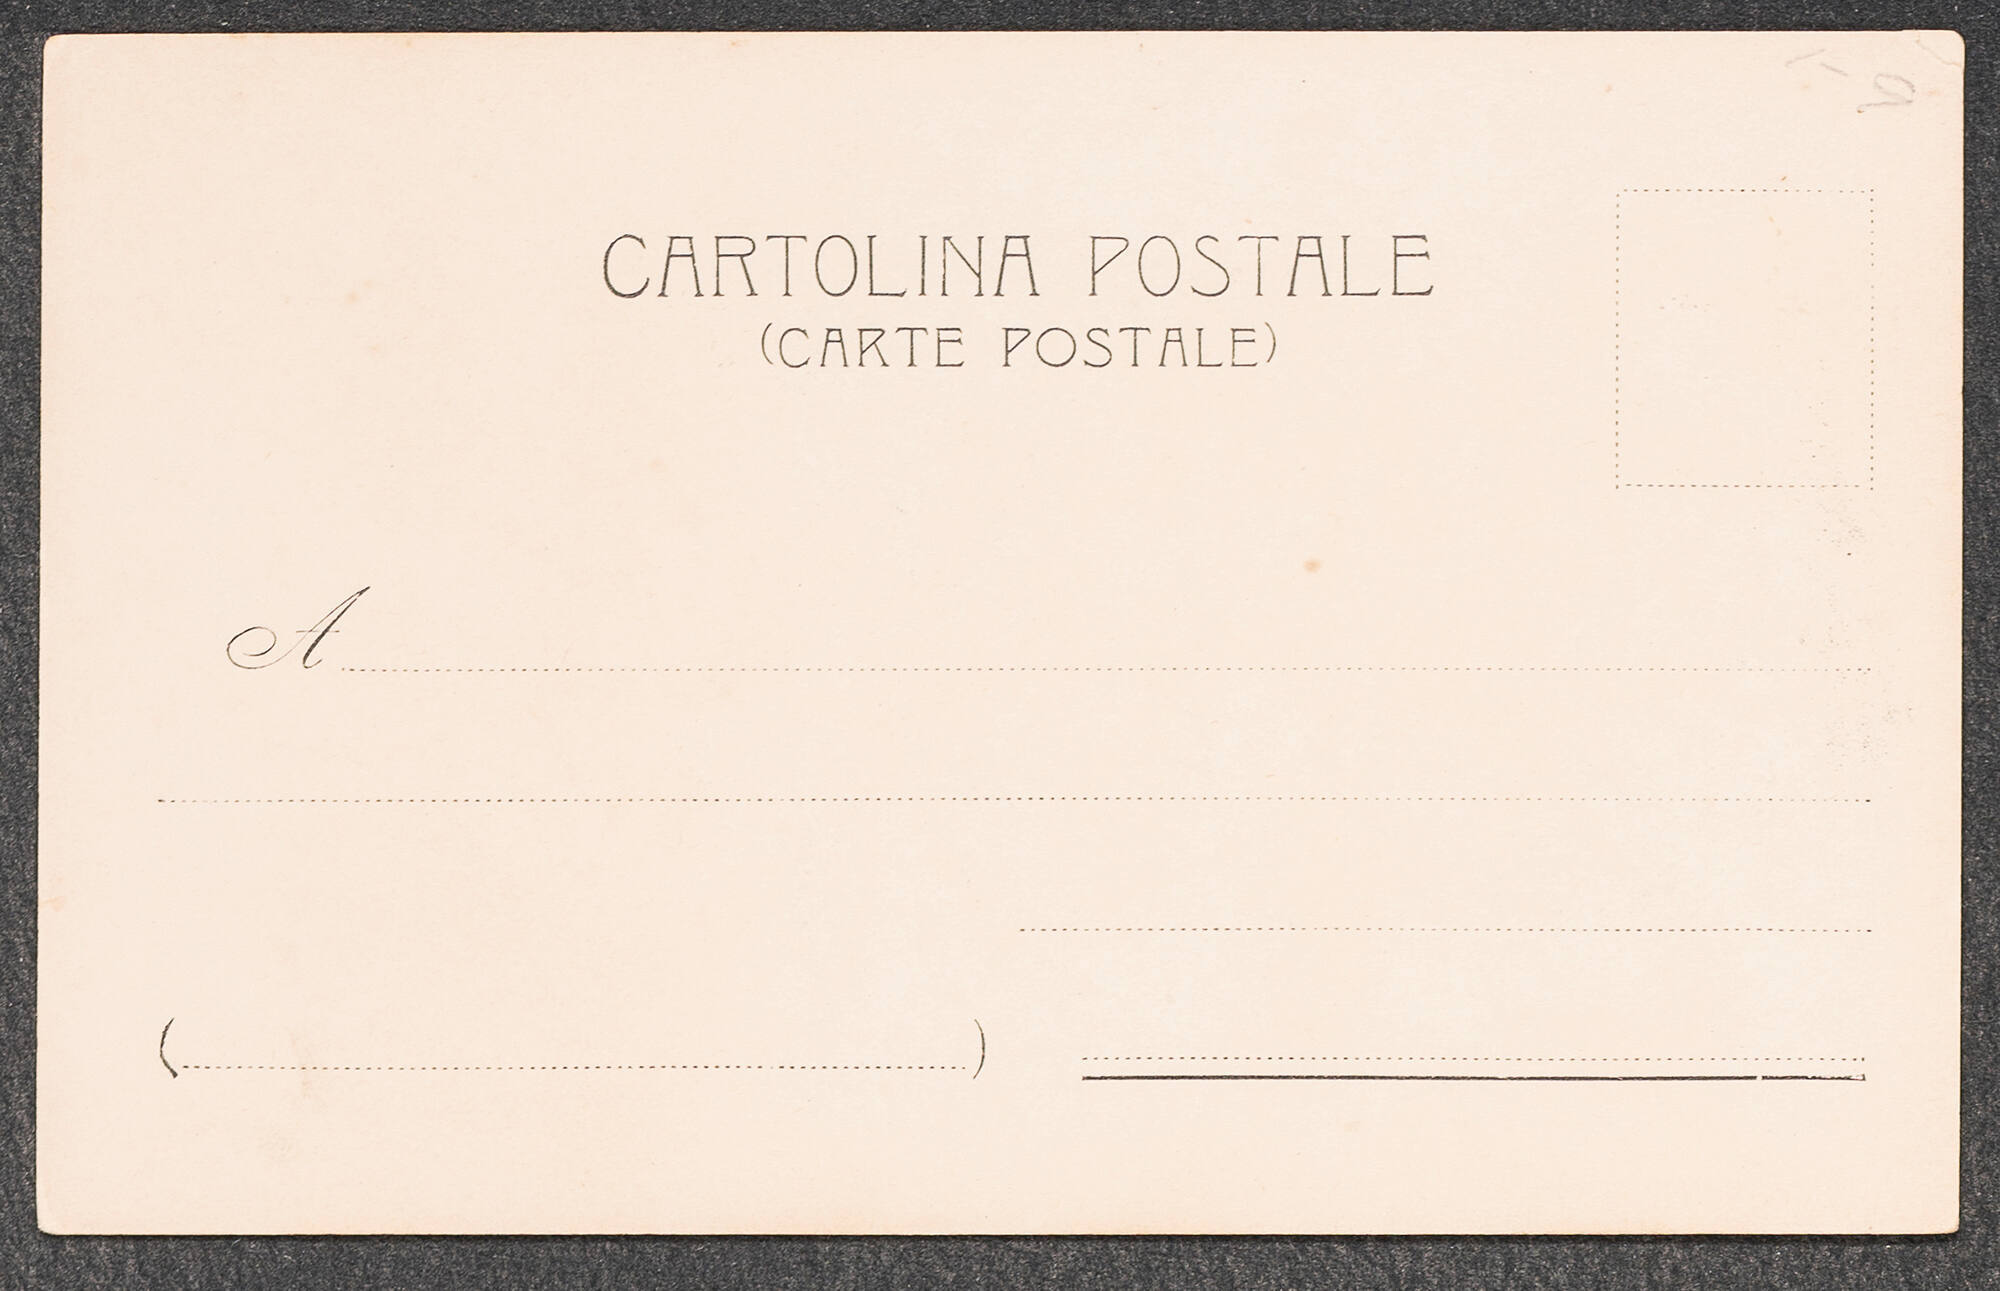 CARTOLINA POSTALE
(CARTE POSTALE)
A
( )